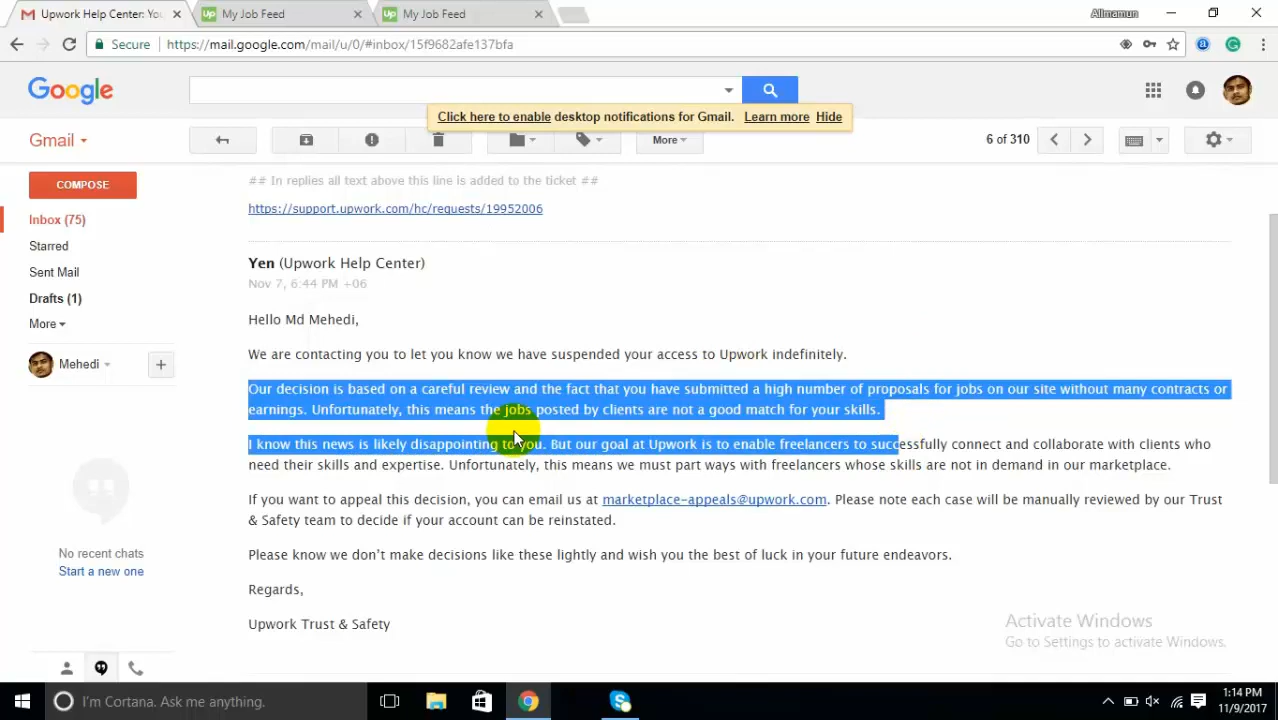 Upwork Help Center: You
My Job Feed
My Job Feed
Allmamun
Secure
https://mail.google.com/mail/u/0/#inbox/15f9682afe137bfa
Google
Click here to enable desktop notifications for Gmail. Learn more Hide
Gmail
More
6 of 310
COMPOSE
Inbox (75)
Starred
Sent Mail
Drafts (1)
More
Mehedi
No recent chats
Start a new one
## In replies all text above this line is added to the ticket ##
https://support.upwork.com/hc/requests/19952006
Yen (Upwork Help Center)
Nov 7, 6:44 PM +06
Hello Md Mehedi,
We are contacting you to let you know we have suspended your access to Upwork indefinitely.
Our decision is based on a careful review and the fact that you have submitted a high number of proposals for jobs on our site without many contracts or
earnings. Unfortunately, this means the jobs posted by clients are not a good match for your skills.
I know this news is likely disappointing to you. But our goal at Upwork is to enable freelancers to successfully connect and collaborate with clients who
need their skills and expertise. Unfortunately, this means we must part ways with freelancers whose skills are not in demand in our marketplace.
If you want to appeal this decision, you can email us at marketplace-appeals@upwork.com. Please note each case will be manually reviewed by our Trust
& Safety team to decide if your account can be reinstated.
Please know we don't make decisions like these lightly and wish you the best of luck in your future endeavors.
Regards,
Upwork Trust & Safety
Activate Windows
Go to Settings to activate Windows.
I'm Cortana. Ask me anything.
1:14 PM
11/9/2017